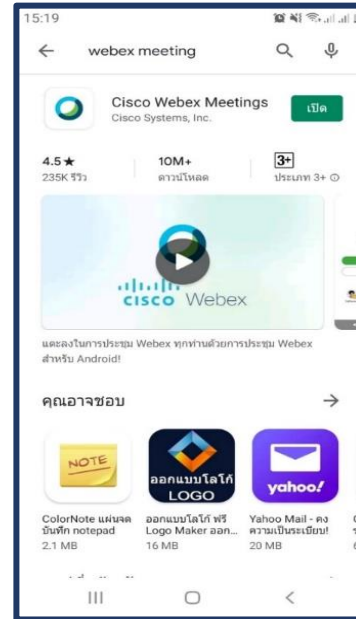 15:19
webex meeting
Cisco Webex Meetings
Cisco Systems, Inc.
เปิด
4.5★
10M+
3+
235K รีวิว
ดาวน์โหลด
ประเภท 3+
CISCO Webex
แตะลงในการประชุม Webex ทุกท่านด้วยการประชุม Webex
สำหรับ Android!
คุณอาจชอบ
NOTE
ออกแบบโลโก้
LOGO
yahoo!
ColorNote แผ่นจด
บันทึก notepad
2.1 MB
ออกแบบโลโก้ ฟรี
Logo Maker ออก...
16 MB
Yahoo Mail - คง
ความเป็นระเบียบ!
20 MB